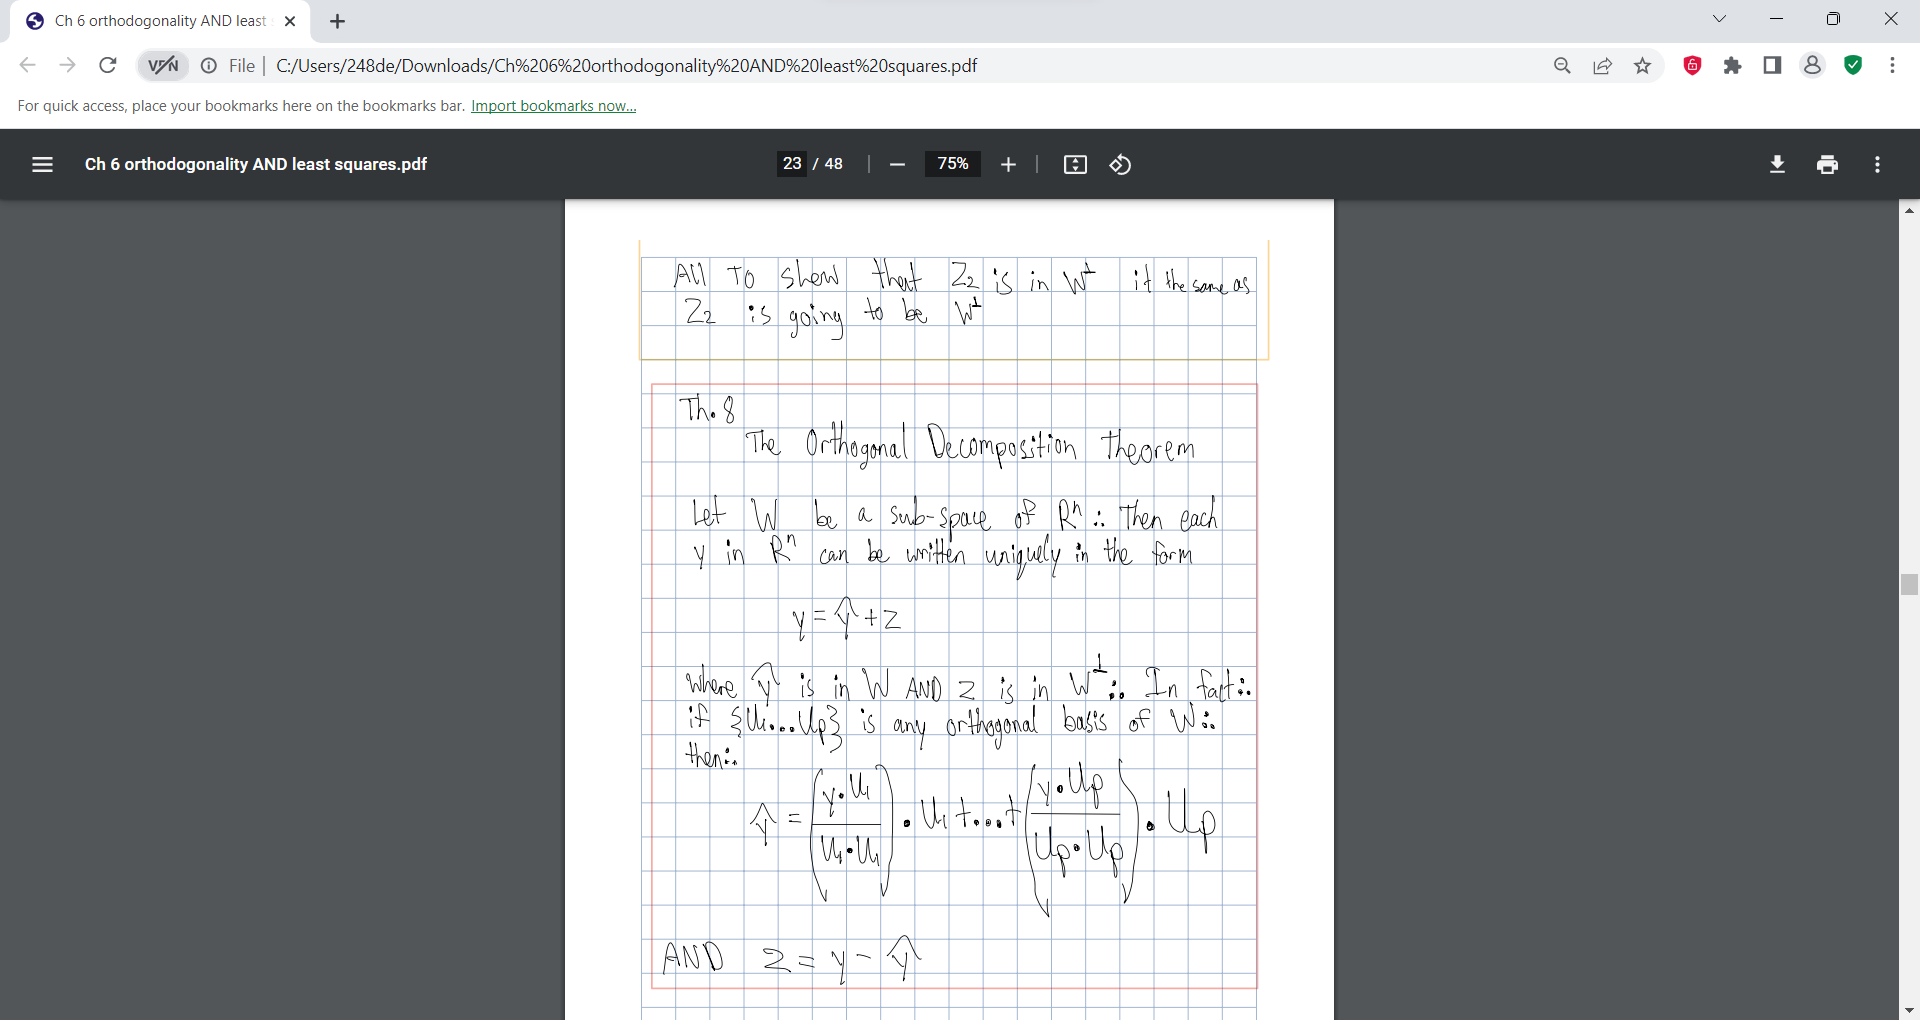 Ch 6 orthodogonality AND least
VPN File C:/Users/248de/Downloads/Ch%206%20orthodogonality%20AND%20least%20squares.pdf
For quick access, place your bookmarks here on the bookmarks bar. Import bookmarks now...
Ch 6 orthodogonality AND least squares.pdf
23 / 48
75%
All To show that Z₂ is in W⊥ it the same as
Z₂ is going to be W⊥
Th. 8
The Orthogonal Decomposition theorem
Let W be a sub-space of Rⁿ ∴ Then each
y in Rⁿ can be written uniquely in the form
y = ŷ + z
where ŷ is in W AND z is in W⊥ ∴ In fact ∴
if {U₁...Up} is any orthogonal basis of W ∴
then ∴
ŷ = (y•U₁ / U₁•U₁) • U₁ +...+ (y•Up / Up•Up) • Up
AND z = y - ŷ